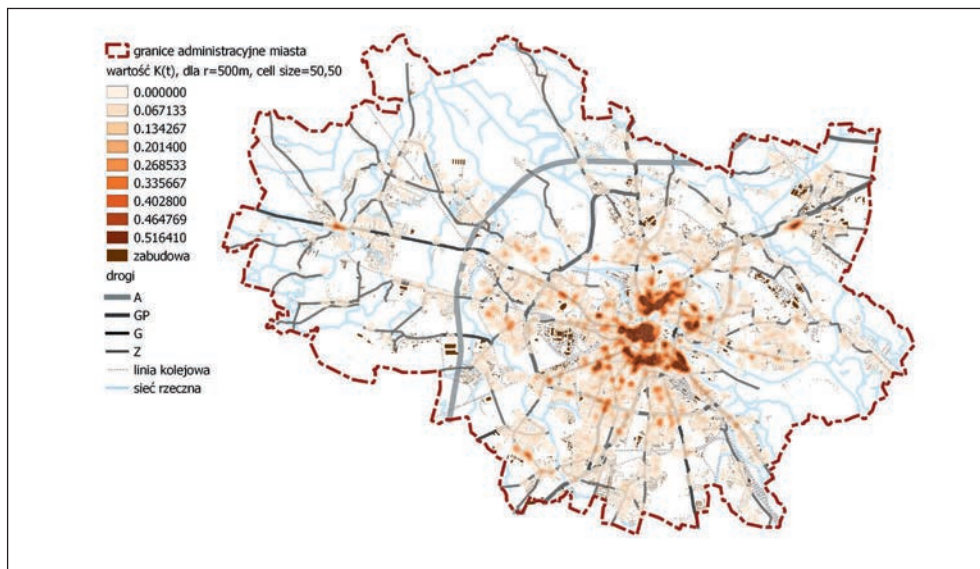 granice administracyjne miasta
wartość K(t), dla r=500m, cell size=50,50
0.000000
0.067133
0.134267
0.201400
0.268533
0.335667
0.402800
0.464769
0.516410
zabudowa
drogi
A
GP
G
Z
linia kolejowa
sieć rzeczna